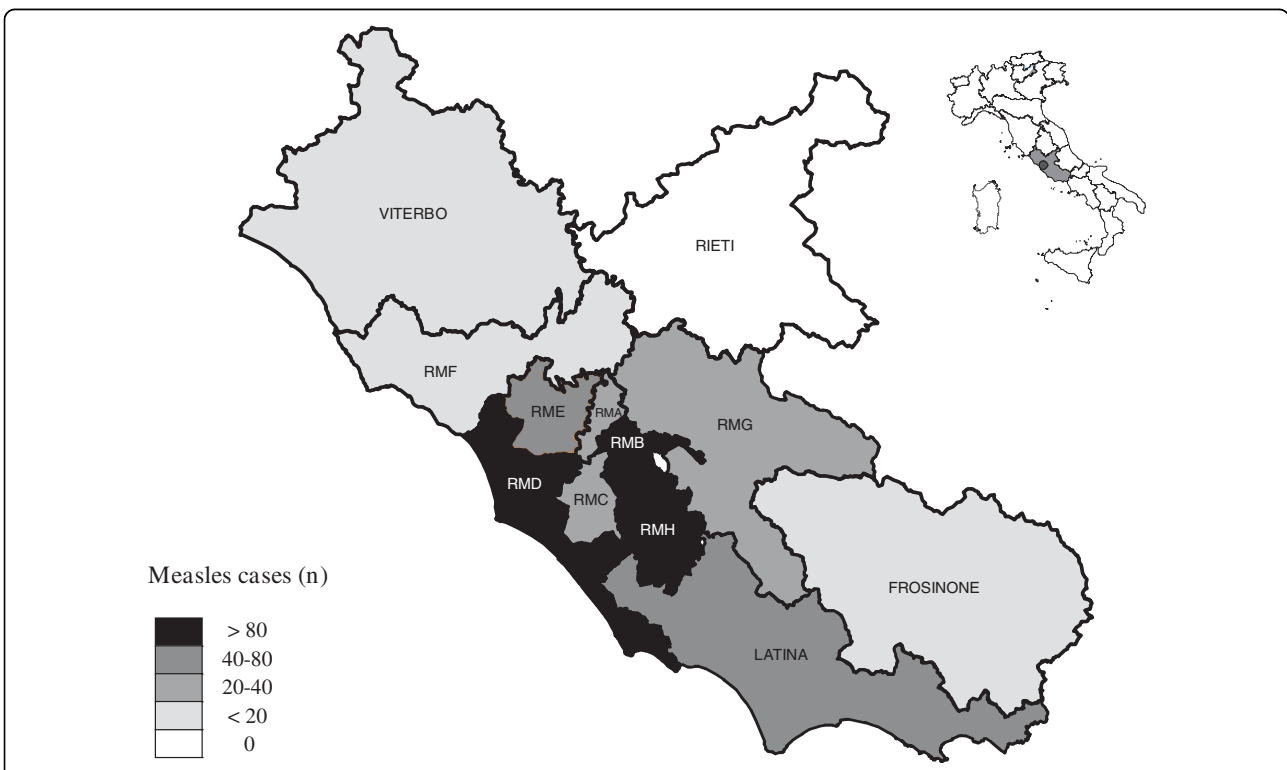 VITERBO
RIETI
RMF
RME
RMA
RMG
RMB
RMD
RMC
RMH
FROSINONE
LATINA
Measles cases (n)
> 80
40-80
20-40
< 20
0